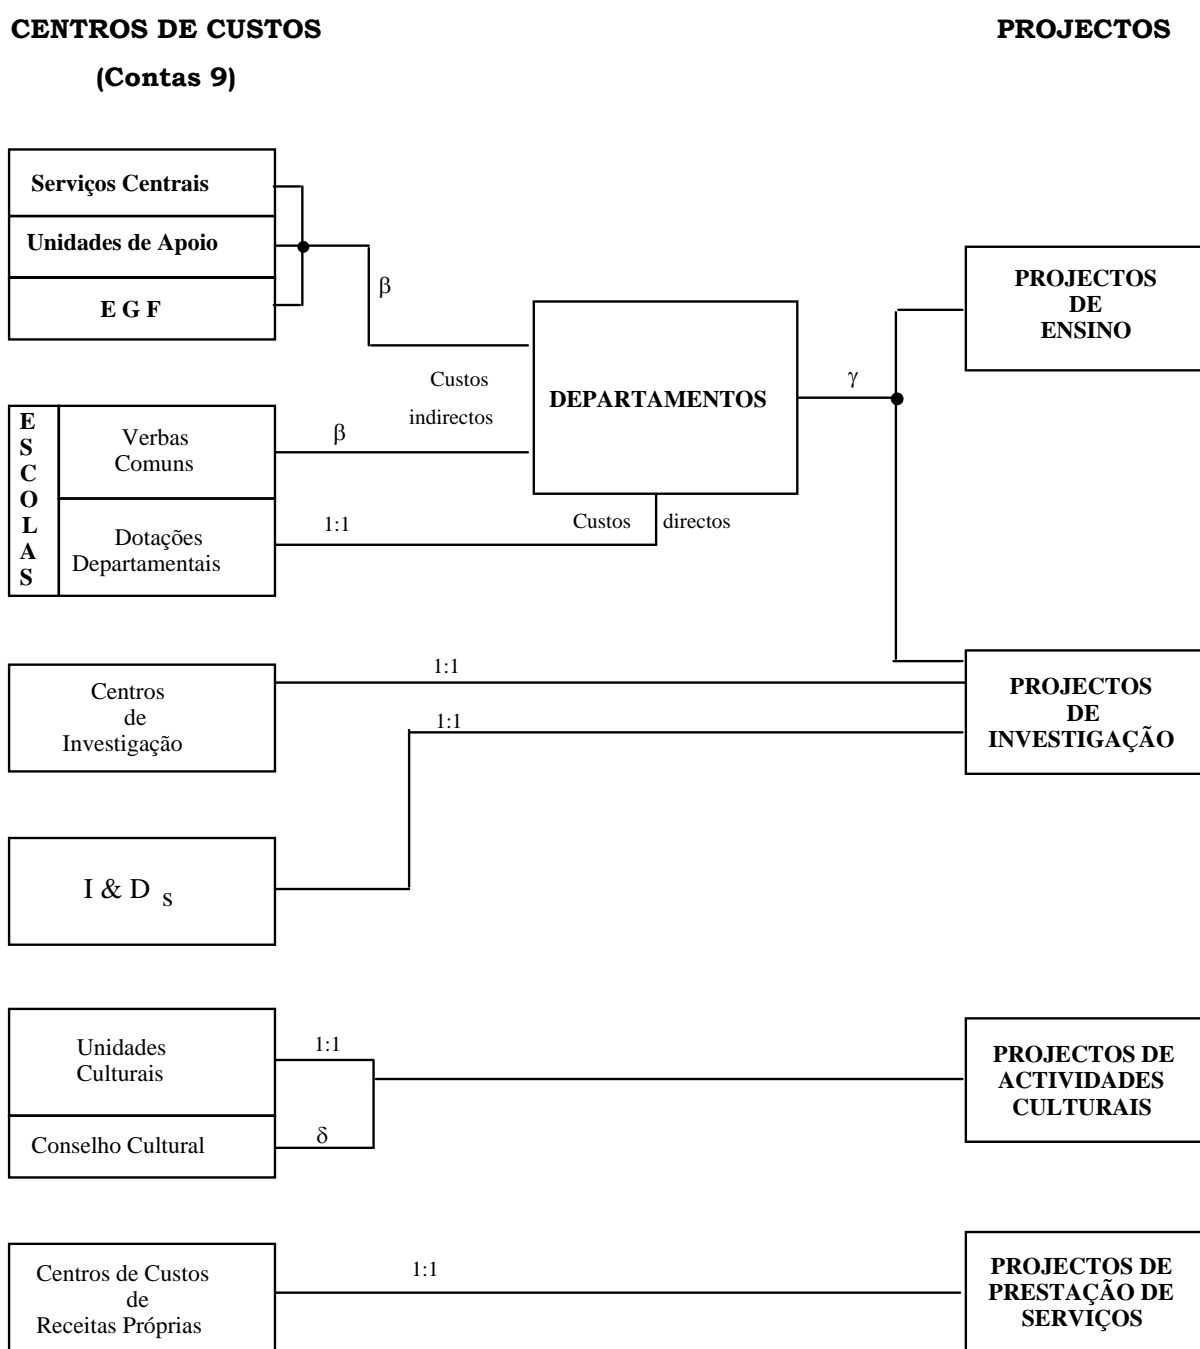 CENTROS DE CUSTOS
(Contas 9)
PROJECTOS
Serviços Centrais
Unidades de Apoio
E G F
β
Custos
indirectos
DEPARTAMENTOS
γ
PROJECTOS
DE
ENSINO
E
S
C
O
L
A
S
Verbas
Comuns
β
Dotações
Departamentais
1:1
Custos directos
Centros
de
Investigação
1:1
1:1
PROJECTOS
DE
INVESTIGAÇÃO
I & D s
Unidades
Culturais
1:1
Conselho Cultural
δ
PROJECTOS DE
ACTIVIDADES
CULTURAIS
Centros de Custos
de
Receitas Próprias
1:1
PROJECTOS DE
PRESTAÇÃO DE
SERVIÇOS